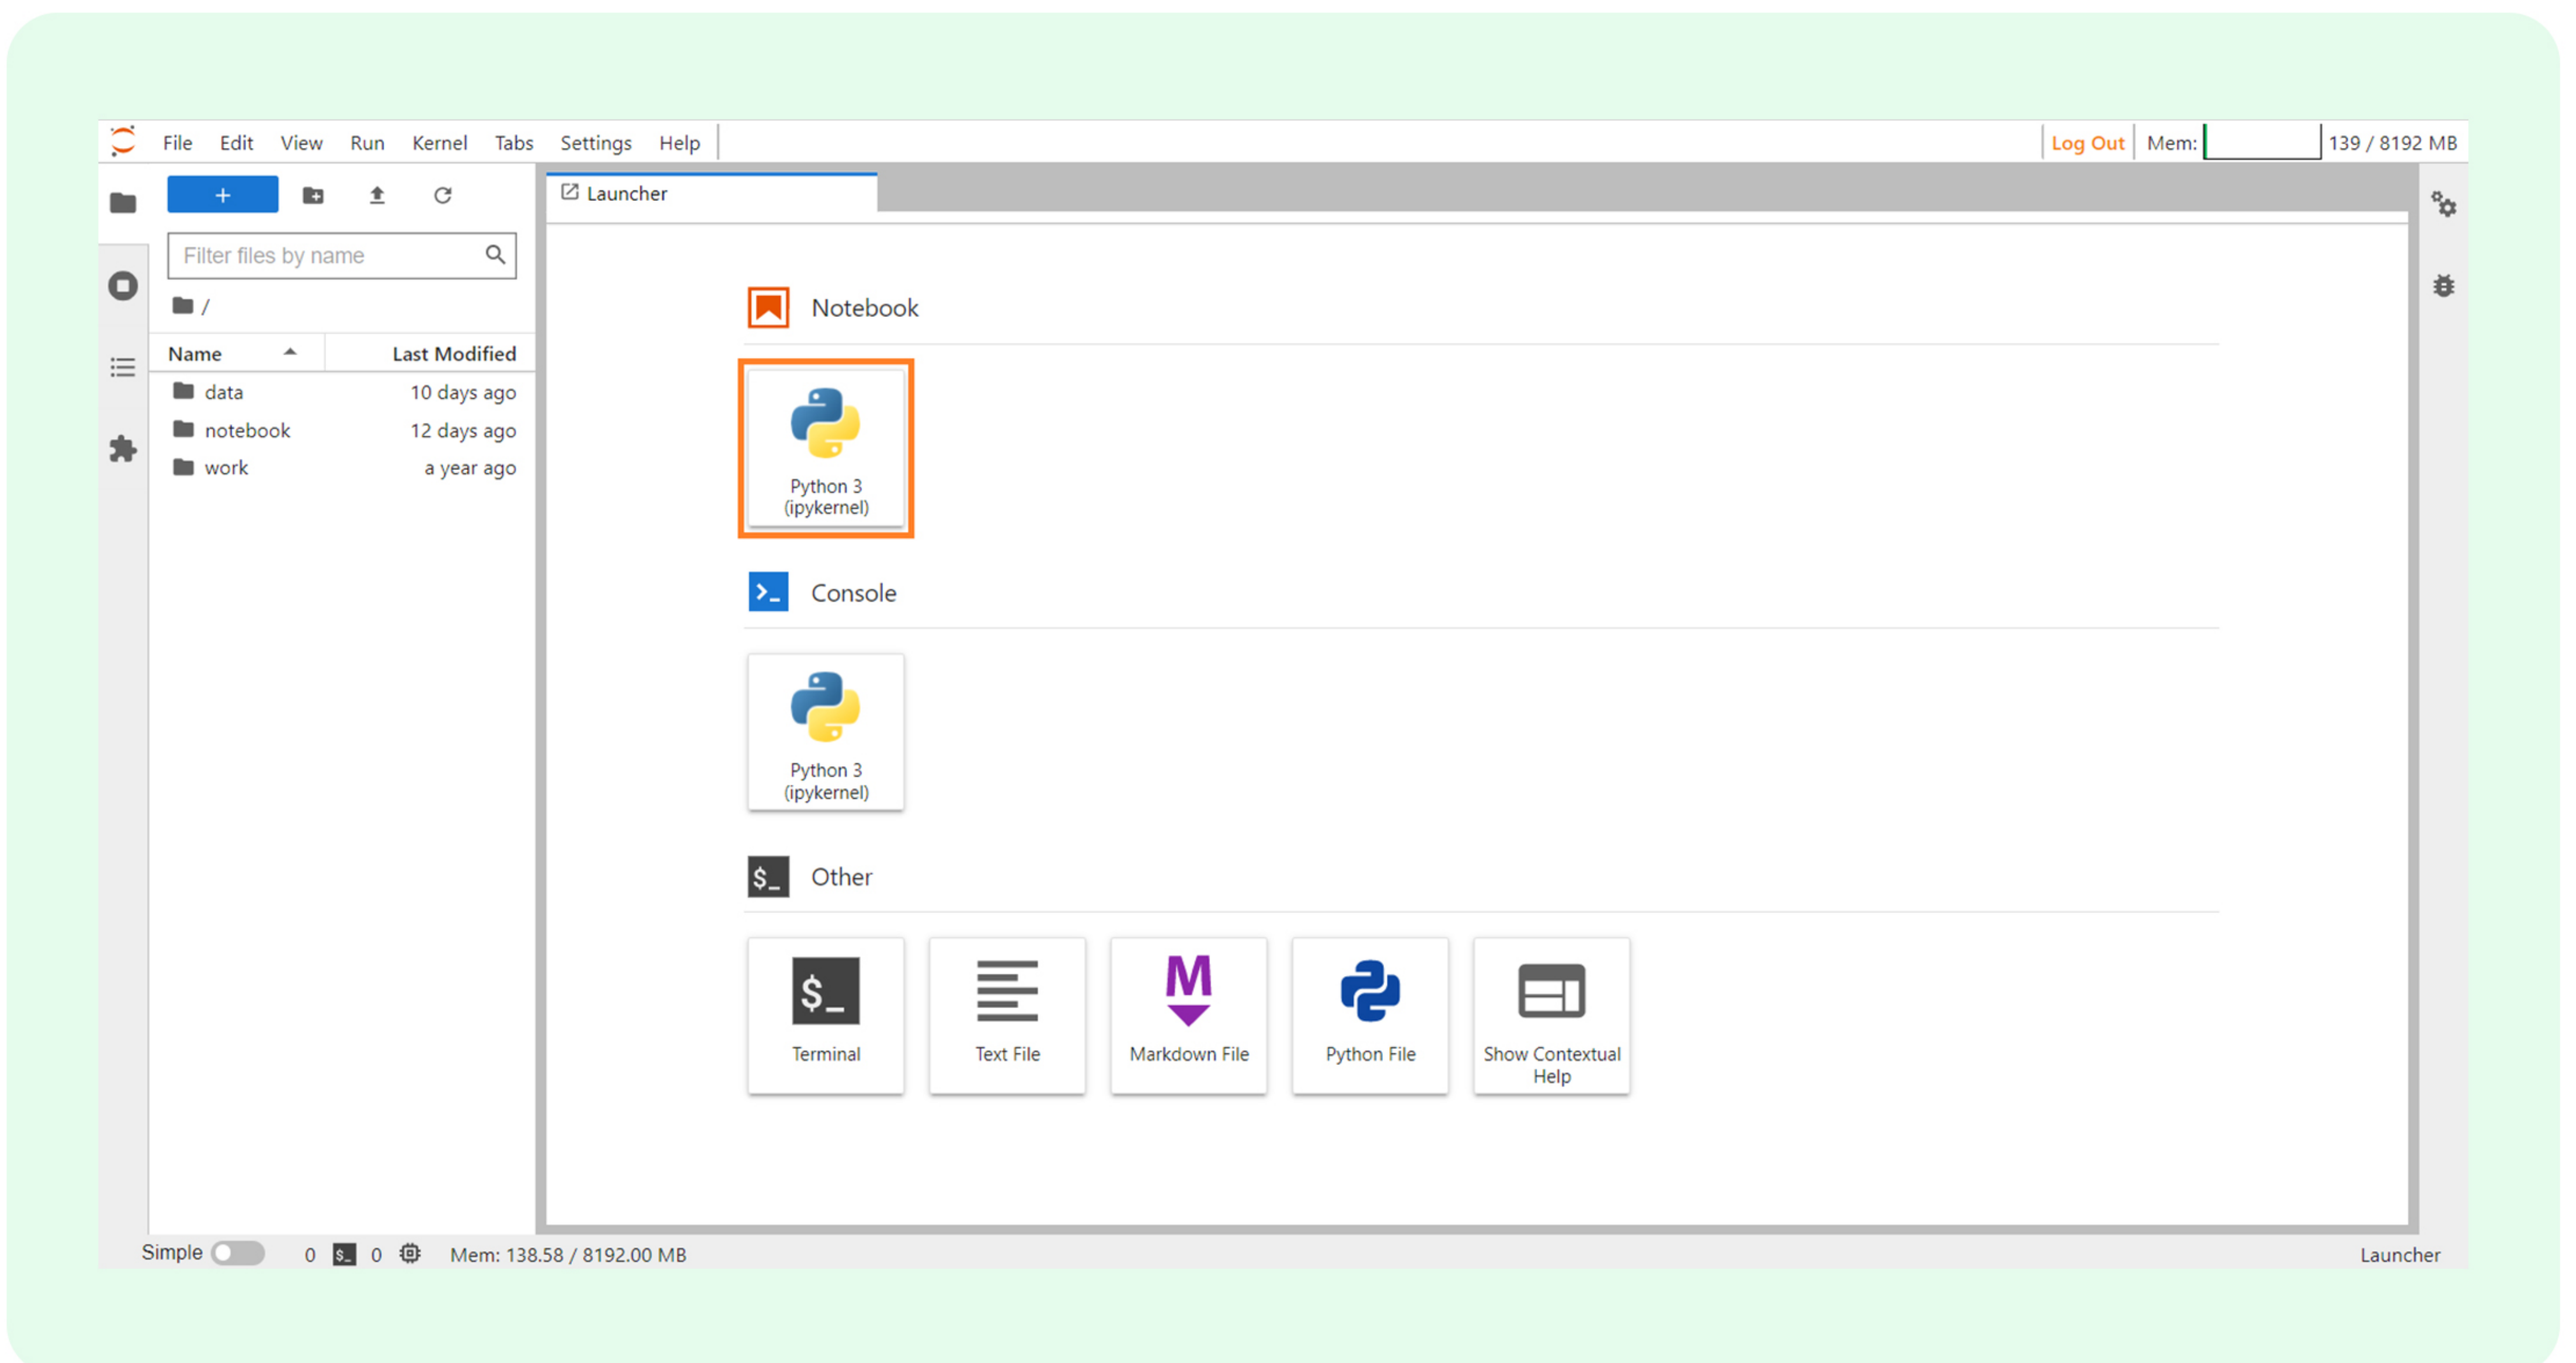 File Edit View Run Kernel Tabs Settings Help
Log Out Mem: 139 / 8192 MB
+
Filter files by name
/
Name Last Modified
data 10 days ago
notebook 12 days ago
work a year ago
Launcher
Notebook
Python 3
(ipykernel)
>_ Console
Python 3
(ipykernel)
$_ Other
$_
Terminal
Text File
M
Markdown File
Python File
Show Contextual
Help
Simple 0 $_ 0 Mem: 138.58 / 8192.00 MB
Launcher